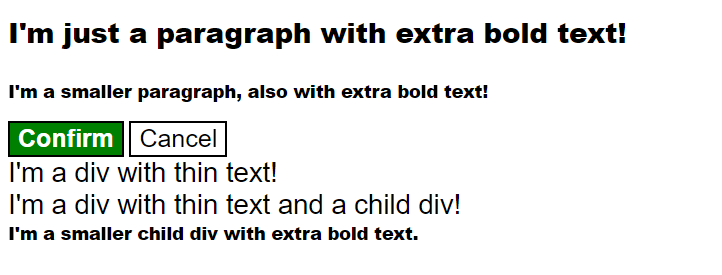 I'm just a paragraph with extra bold text!
I'm a smaller paragraph, also with extra bold text!
Confirm Cancel
I'm a div with thin text!
I'm a div with thin text and a child div!
I'm a smaller child div with extra bold text.